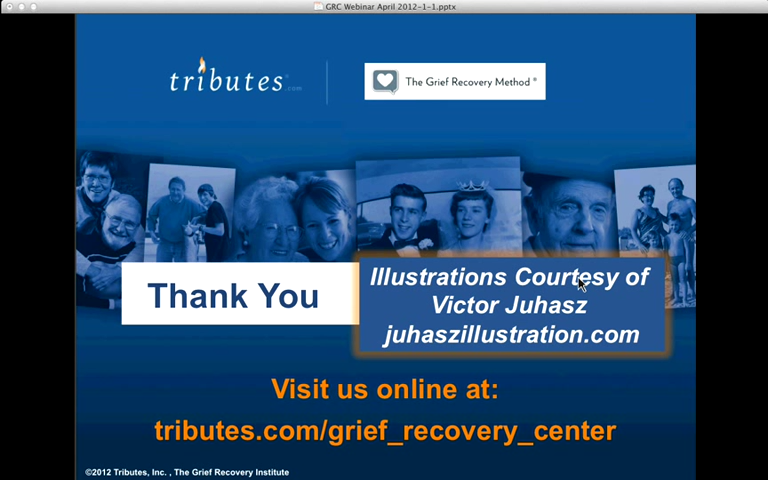 GRC Webinar April 2012-1-1.pptx
tributes.com
The Grief Recovery Method ®
Thank You
Illustrations Courtesy of
Victor Juhasz
juhaszillustration.com
Visit us online at:
tributes.com/grief_recovery_center
©2012 Tributes, Inc. , The Grief Recovery Institute